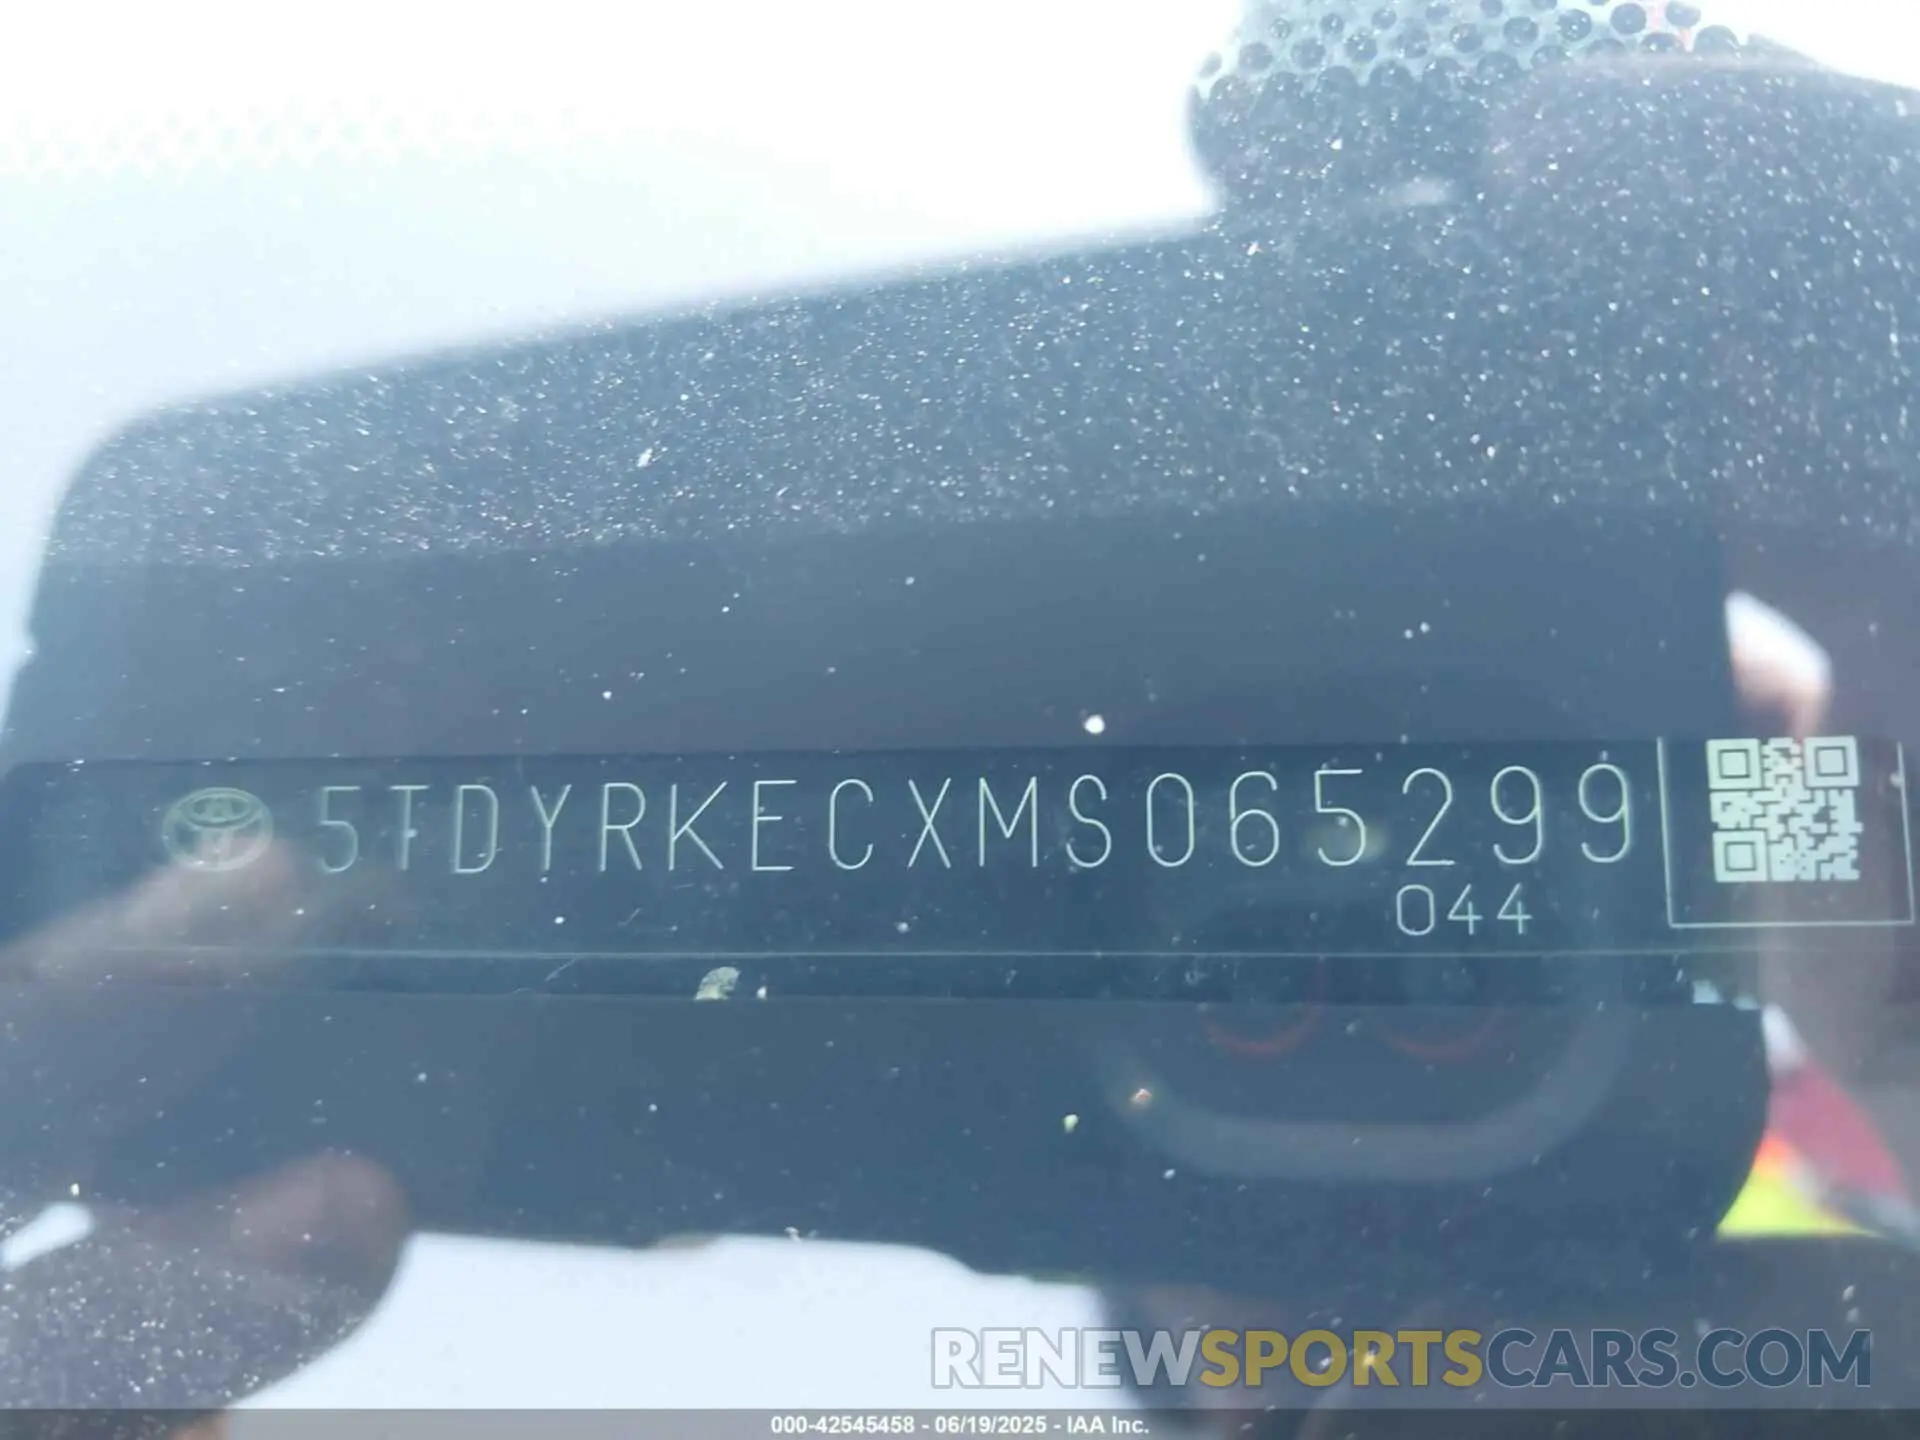 5TDYRKECXMS065299
044
RENEWSPORTSCARS.COM
000-42545458 - 06/19/2025 - IAA Inc.